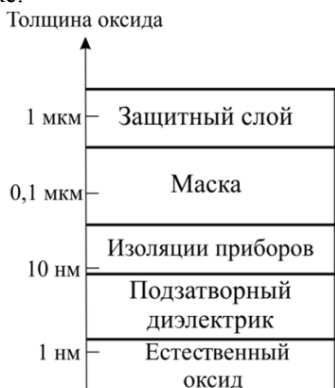 Толщина оксида
1 мкм
Защитный слой
0,1 мкм
Маска
Изоляции приборов
10 нм
Подзатворный
диэлектрик
1 нм
Естественный
оксид